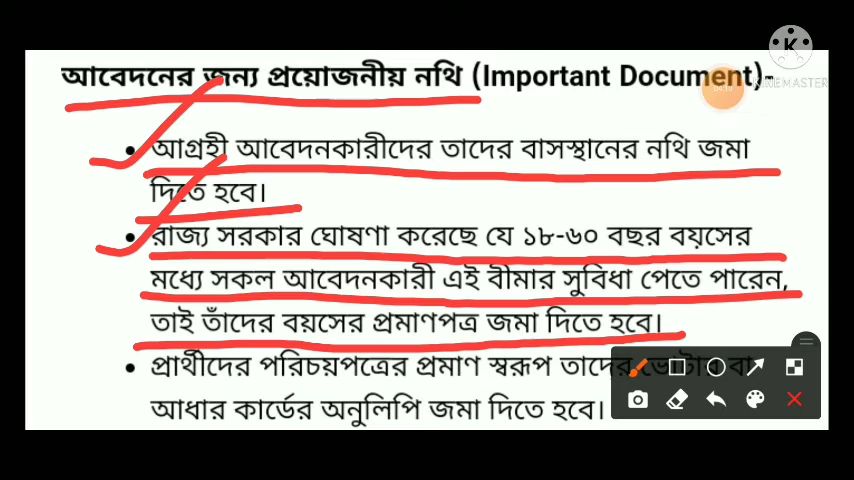 আবেদনের জন্য প্রয়োজনীয় নথি (Important Document)-
আগ্রহী আবেদনকারীদের তাদের বাসস্থানের নথি জমা
দিতে হবে।
রাজ্য সরকার ঘোষণা করেছে যে ১৮-৬০ বছর বয়সের
মধ্যে সকল আবেদনকারী এই বীমার সুবিধা পেতে পারেন,
তাই তাঁদের বয়সের প্রমাণপত্র জমা দিতে হবে।
প্রার্থীদের পরিচয়পত্রের প্রমাণ স্বরূপ তাদের ভোটার বা
আধার কার্ডের অনুলিপি জমা দিতে হবে।
K
KINEMASTER